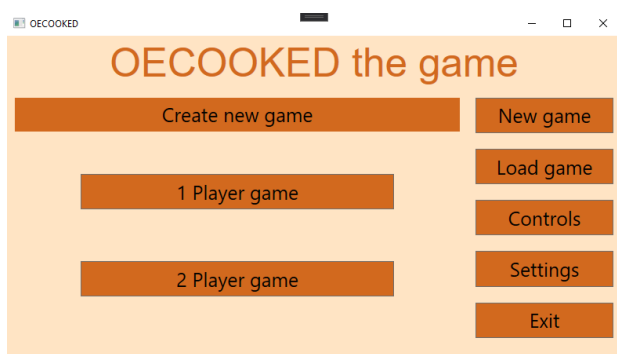 OECOOKED
OECOOKED the game
Create new game
1 Player game
2 Player game
New game
Load game
Controls
Settings
Exit